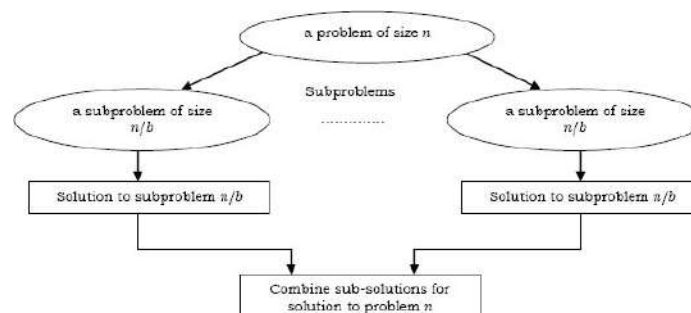 a problem of size n
Subproblems
a subproblem of size
n/b
a subproblem of size
n/b
..............
Solution to subproblem n/b
Solution to subproblem n/b
Combine sub-solutions for
solution to problem n